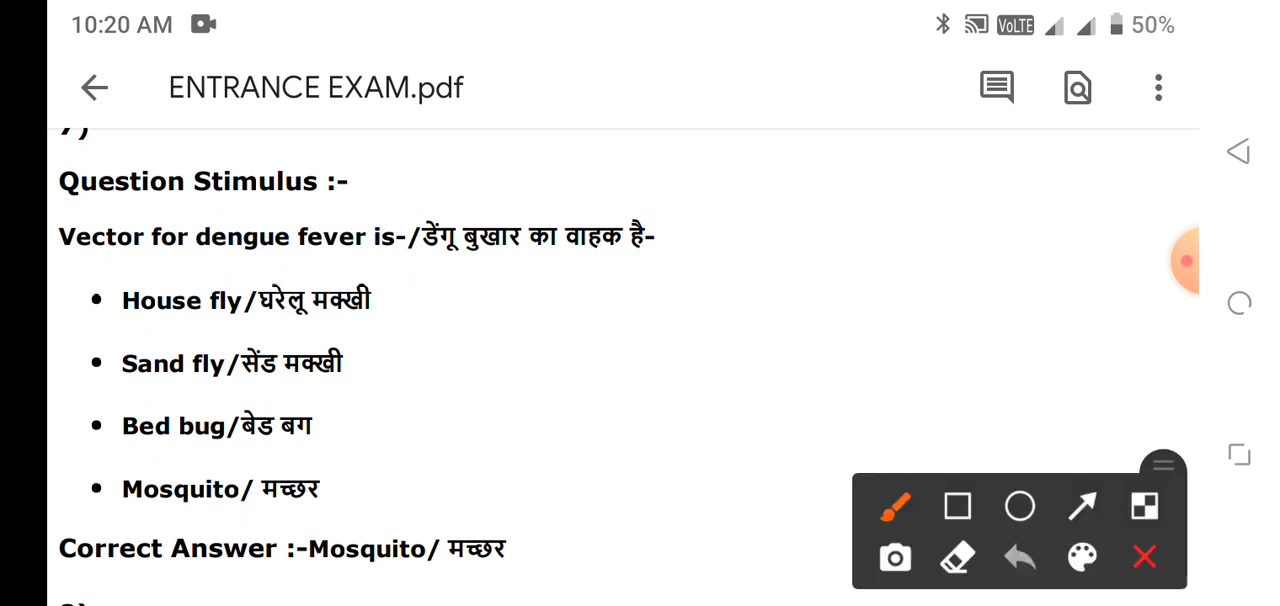 10:20 AM VoLTE 50%
ENTRANCE EXAM.pdf
Question Stimulus :-
Vector for dengue fever is-/डेंगू बुखार का वाहक है-
• House fly/घरेलू मक्खी
• Sand fly/सेंड मक्खी
• Bed bug/बेड बग
• Mosquito/ मच्छर
Correct Answer :-Mosquito/ मच्छर